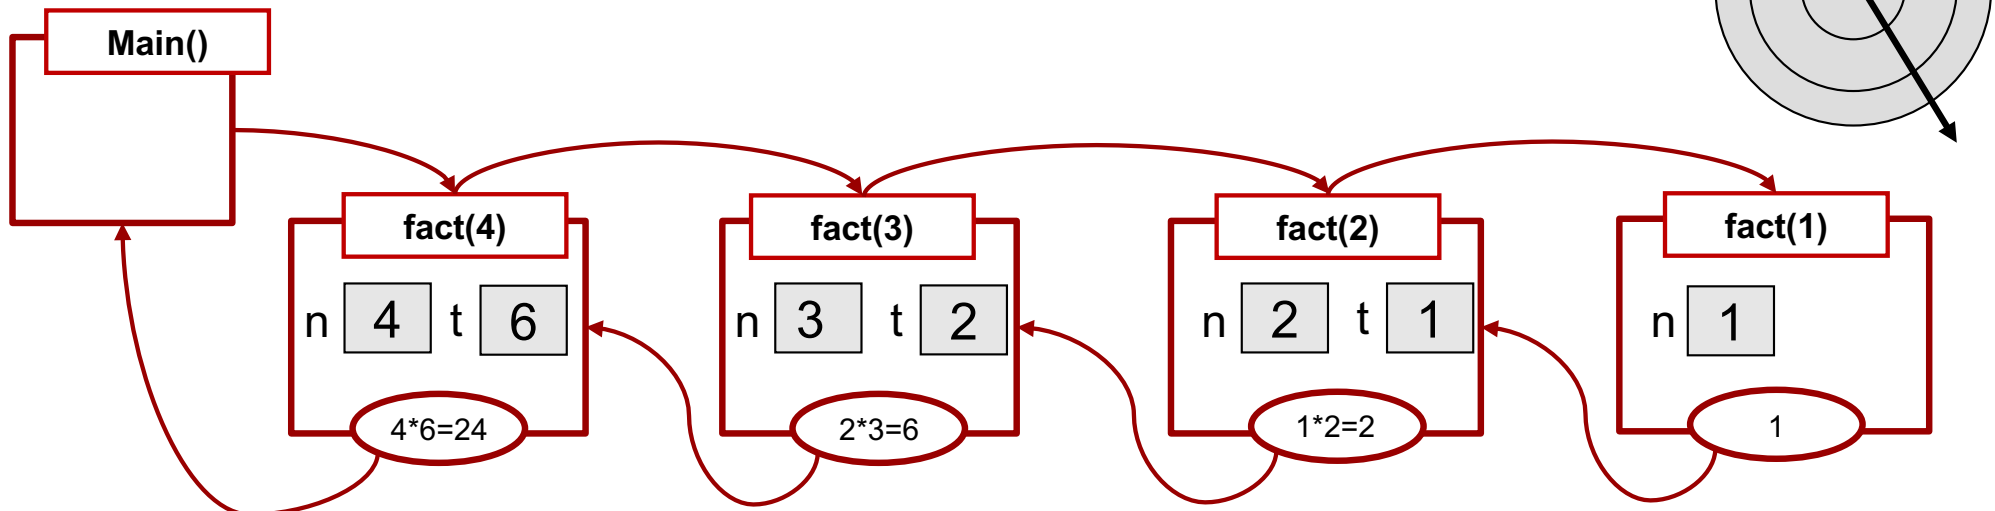 Main()
fact(4)
n 4 t 6
4*6=24
fact(3)
n 3 t 2
2*3=6
fact(2)
n 2 t 1
1*2=2
fact(1)
n 1
1